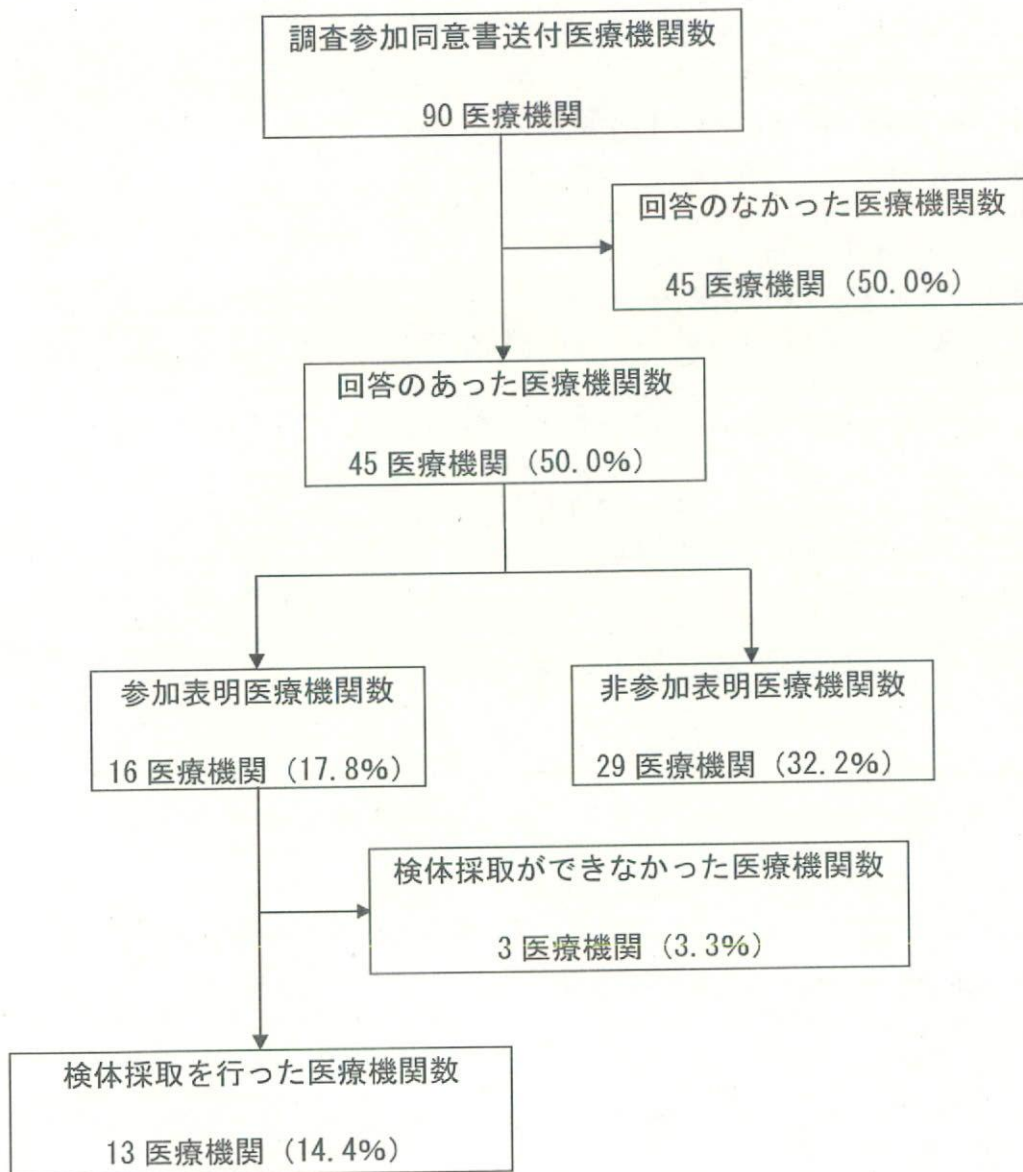 調査参加同意書送付医療機関数
90 医療機関
回答のなかった医療機関数
45 医療機関 (50.0%)
回答のあった医療機関数
45 医療機関 (50.0%)
参加表明医療機関数
16 医療機関 (17.8%)
非参加表明医療機関数
29 医療機関 (32.2%)
検体採取ができなかった医療機関数
3 医療機関 (3.3%)
検体採取を行った医療機関数
13 医療機関 (14.4%)